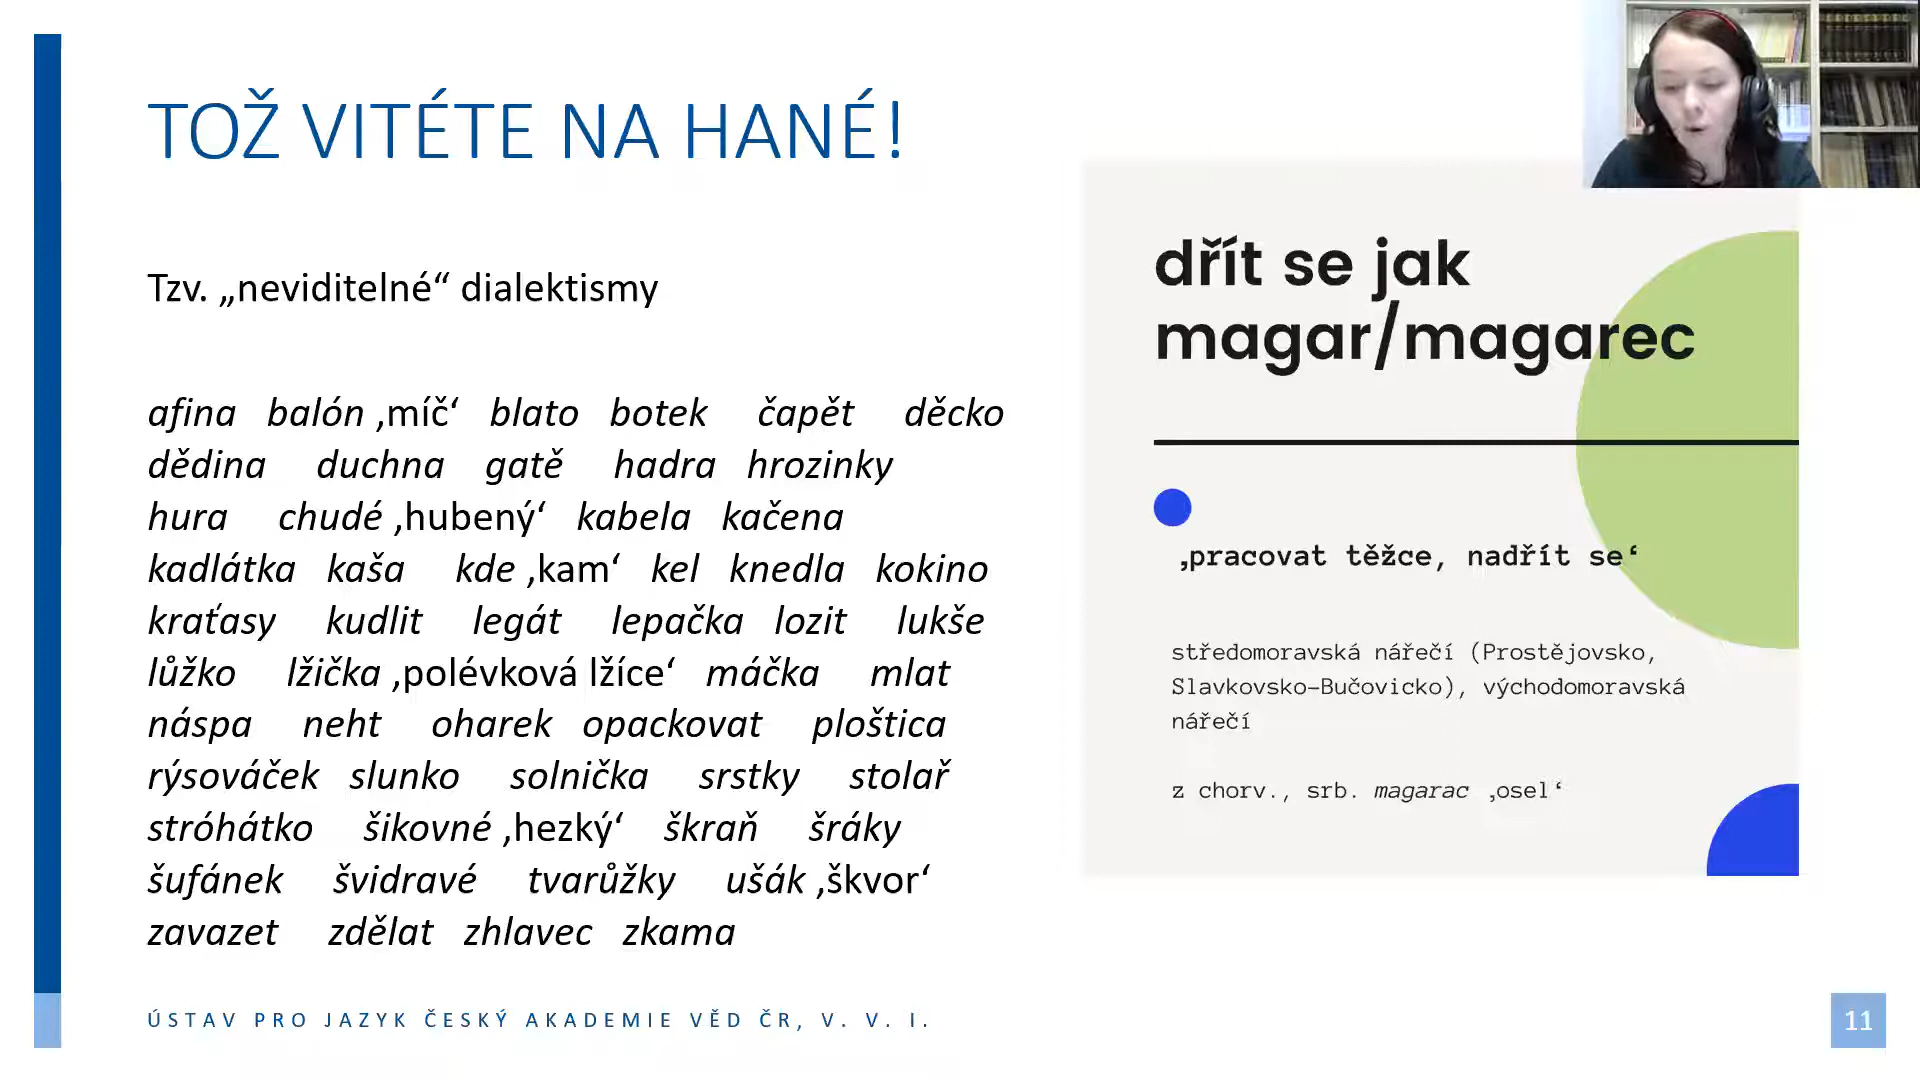 TOŽ VITÉTE NA HANÉ!
Tzv. „neviditelné“ dialektismy
afina balón ‚míč‘ blato botek čapět děcko
dědina duchna gatě hadra hrozinky
hura chudé ‚hubený‘ kabela kačena
kadlátka kaša kde ‚kam‘ kel knedla kokino
kraťasy kudlit legát lepačka lozit lukše
lůžko lžička ‚polévková lžíce‘ máčka mlat
náspa neht oharek opackovat ploštica
rýsováček slunko solnička srstky stolař
stróhátko šikovné ‚hezký‘ škraň šráky
šufánek švidravé tvarůžky ušák ‚škvor‘
zavazet zdělat zhlavec zkama
dřít se jak
magar/magarec
‚pracovat těžce, nadřít se‘
středomoravská nářečí (Prostějovsko,
Slavkovsko–Bučovicko), východomoravská
nářečí
z chorv., srb. magarac ‚osel‘
ÚSTAV PRO JAZYK ČESKÝ AKADEMIE VĚD ČR, V. V. I.
11